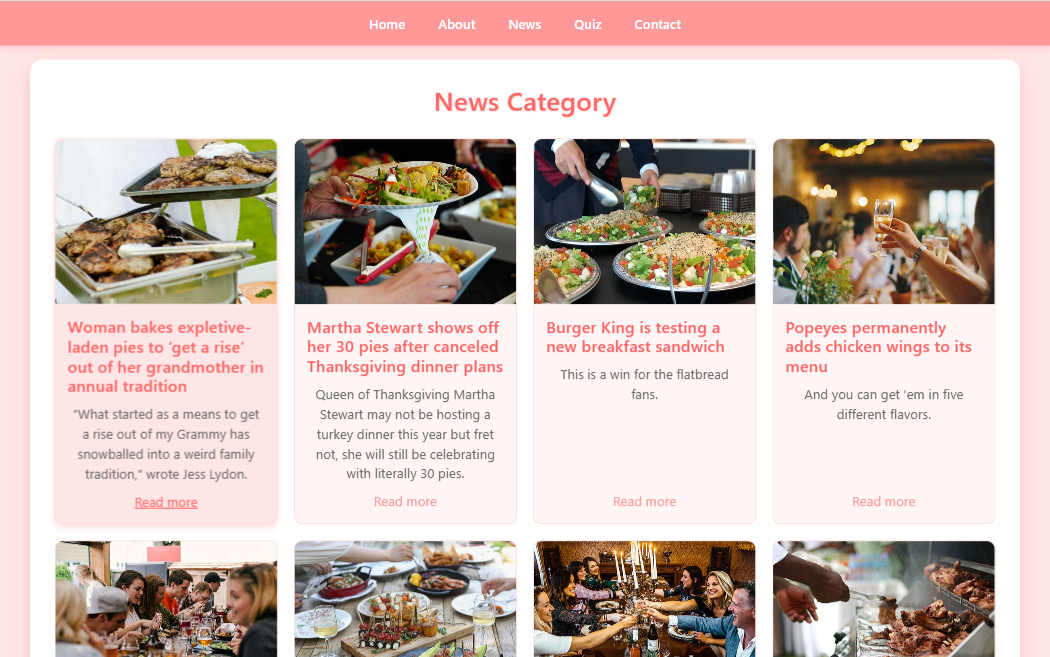 Home About News Quiz Contact
News Category
Woman bakes expletive-
laden pies to ‘get a rise’
out of her grandmother in
annual tradition
“What started as a means to get
a rise out of my Grammy has
snowballed into a weird family
tradition,” wrote Jess Lydon.
Read more
Martha Stewart shows off
her 30 pies after canceled
Thanksgiving dinner plans
Queen of Thanksgiving Martha
Stewart may not be hosting a
turkey dinner this year but fret
not, she will still be celebrating
with literally 30 pies.
Read more
Burger King is testing a
new breakfast sandwich
This is a win for the flatbread
fans.
Read more
Popeyes permanently
adds chicken wings to its
menu
And you can get ’em in five
different flavors.
Read more